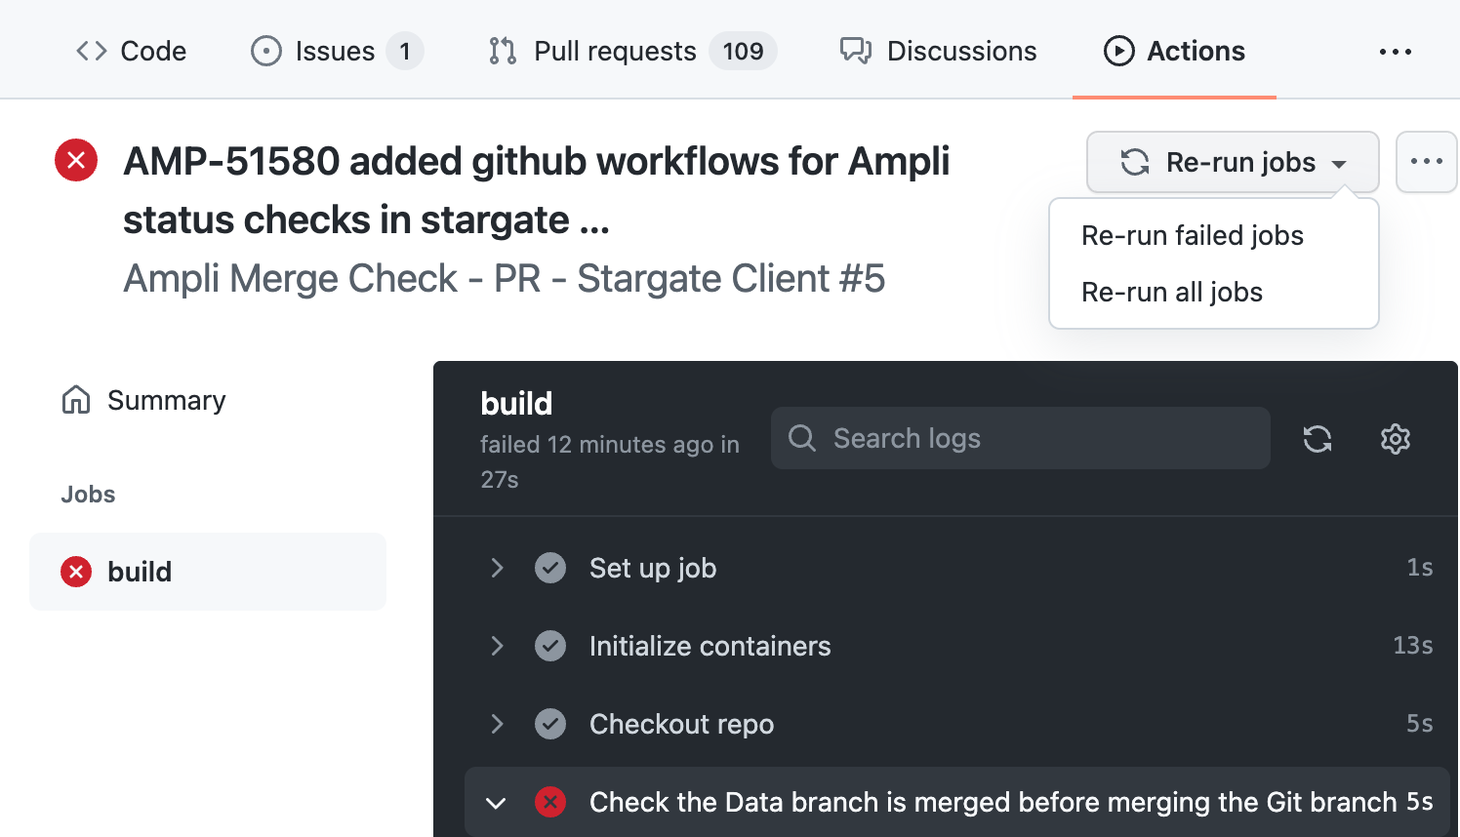 Code Issues 1 Pull requests 109 Discussions Actions
AMP-51580 added github workflows for Ampli
status checks in stargate ...
Ampli Merge Check - PR - Stargate Client #5
Re-run jobs
Re-run failed jobs
Re-run all jobs
Summary
Jobs
build
build
failed 12 minutes ago in
27s
Search logs
Set up job 1s
Initialize containers 13s
Checkout repo 5s
Check the Data branch is merged before merging the Git branch 5s